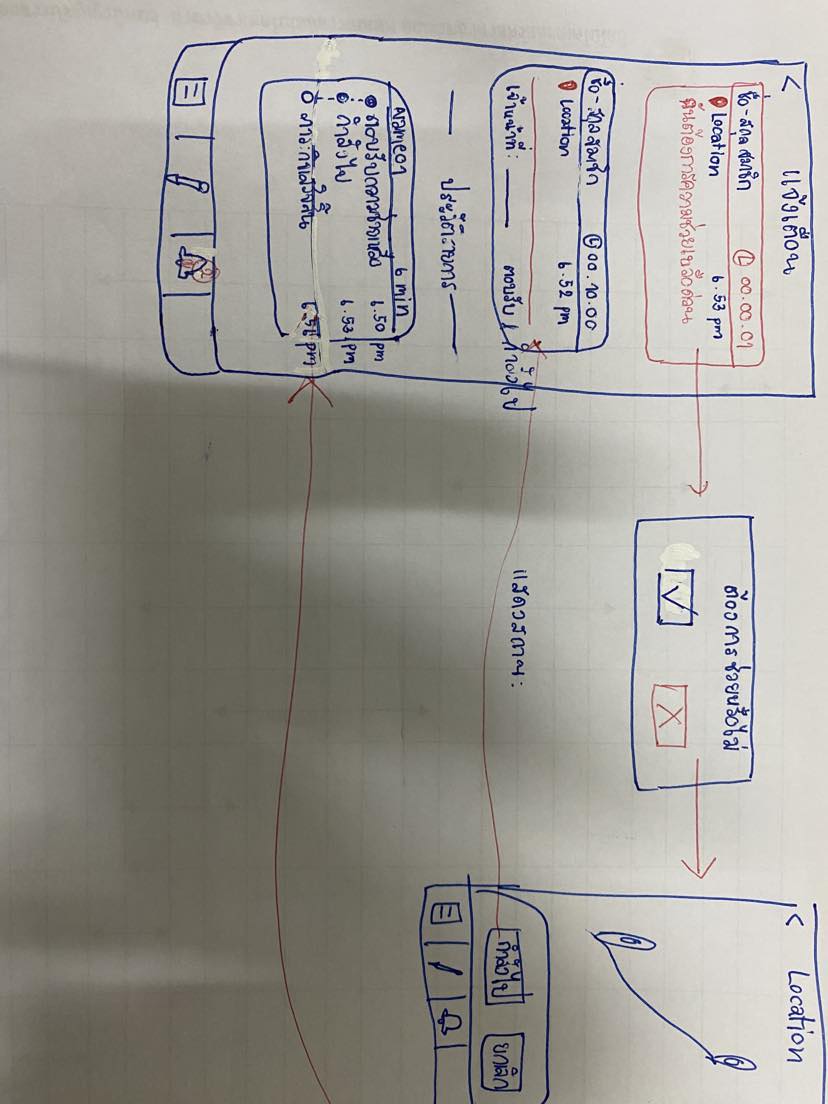 < แจ้งเตือน
ชื่อ-สกุล สมาชิก 00.00.01
Location 6.53 pm
ฉันต้องการความช่วยเหลือด่วน
ชื่อ-สกุล สมาชิก 00.10.00
Location 6.52 pm
เจ้าหน้าที่: ตอบรับ กำลังไป
ประวัติรายการ
Name01 6 min
ตอบรับความช่วยเหลือ 6.50 pm
กำลังไป 6.53 pm
ภาระกิจเสร็จสิ้น 6.56 pm
2
ต้องการช่วยหรือไม่
แสดงสถานะ:
< Location
กำลังไป ยกเลิก